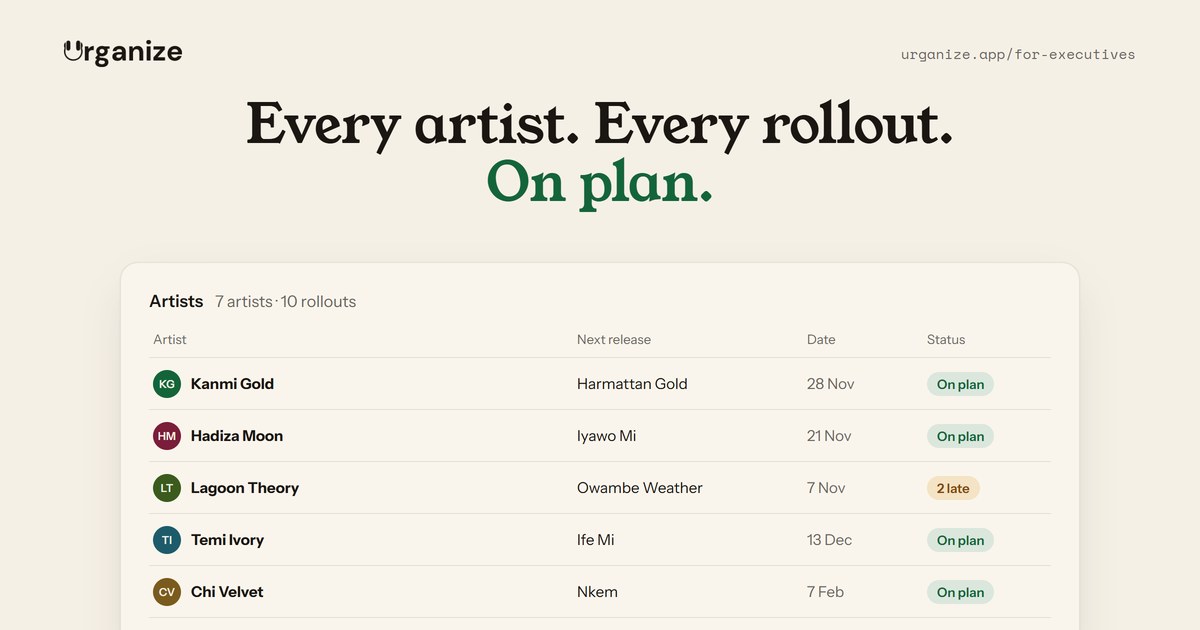 Urganize
urganize.app/for-executives
Every artist. Every rollout.
On plan.
Artists 7 artists · 10 rollouts
Artist Next release Date Status
KG Kanmi Gold Harmattan Gold 28 Nov On plan
HM Hadiza Moon Iyawo Mi 21 Nov On plan
LT Lagoon Theory Owambe Weather 7 Nov 2 late
TI Temi Ivory Ife Mi 13 Dec On plan
CV Chi Velvet Nkem 7 Feb On plan